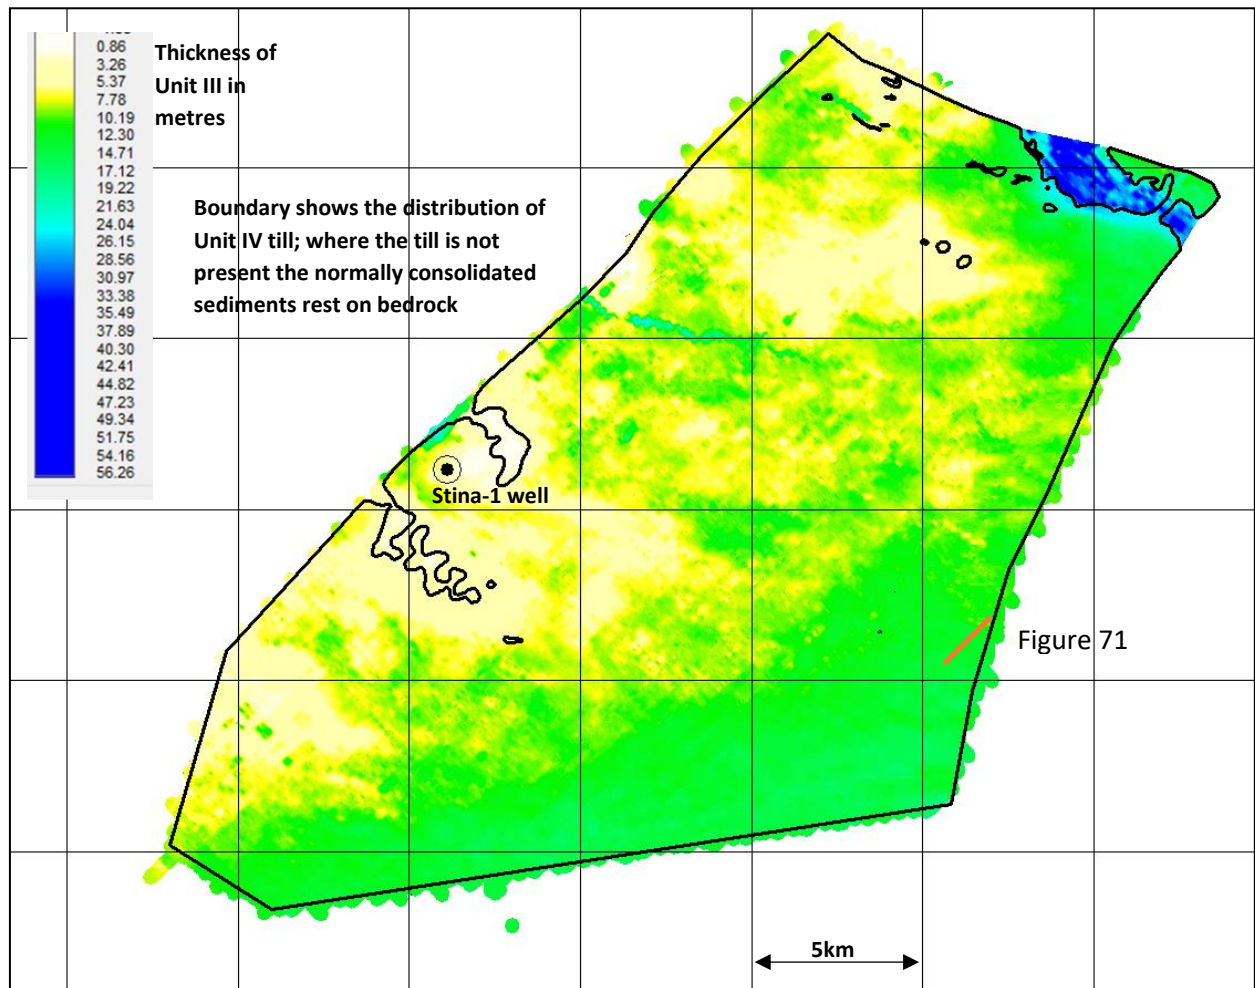 0.86
3.26
5.37
7.78
10.19
12.30
14.71
17.12
19.22
21.63
24.04
26.15
28.56
30.97
33.38
35.49
37.89
40.30
42.41
44.82
47.23
49.34
51.75
54.16
56.26
Thickness of
Unit III in
metres
Boundary shows the distribution of
Unit IV till; where the till is not
present the normally consolidated
sediments rest on bedrock
Stina-1 well
Figure 71
5km